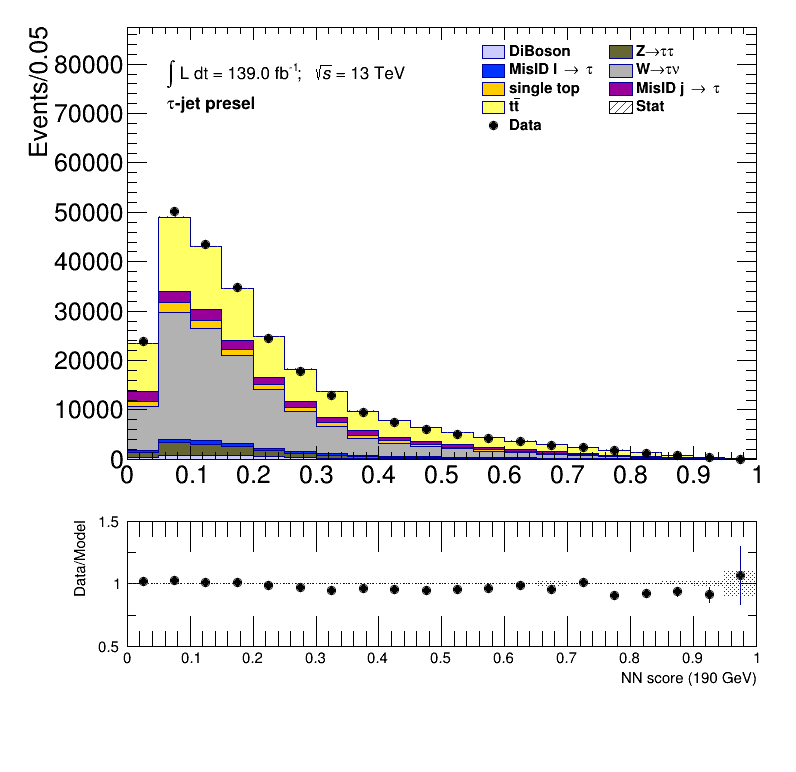 Events/0.05
80000
70000
60000
50000
40000
30000
20000
10000
0
∫ L dt = 139.0 fb⁻¹; √s = 13 TeV
τ-jet presel
DiBoson
MisID l → τ
single top
tt̄
Data
Z→ττ
W→τν
MisID j → τ
Stat
0 0.1 0.2 0.3 0.4 0.5 0.6 0.7 0.8 0.9 1
Data/Model
1.5
1
0.5
0 0.1 0.2 0.3 0.4 0.5 0.6 0.7 0.8 0.9 1
NN score (190 GeV)